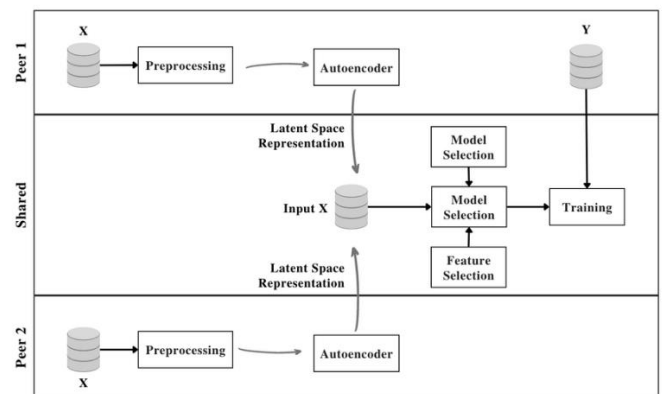 Peer 1
X
Preprocessing
Autoencoder
Y
Shared
Latent Space
Representation
Model
Selection
Input X
Model
Selection
Training
Latent Space
Representation
Feature
Selection
Peer 2
Preprocessing
Autoencoder
X